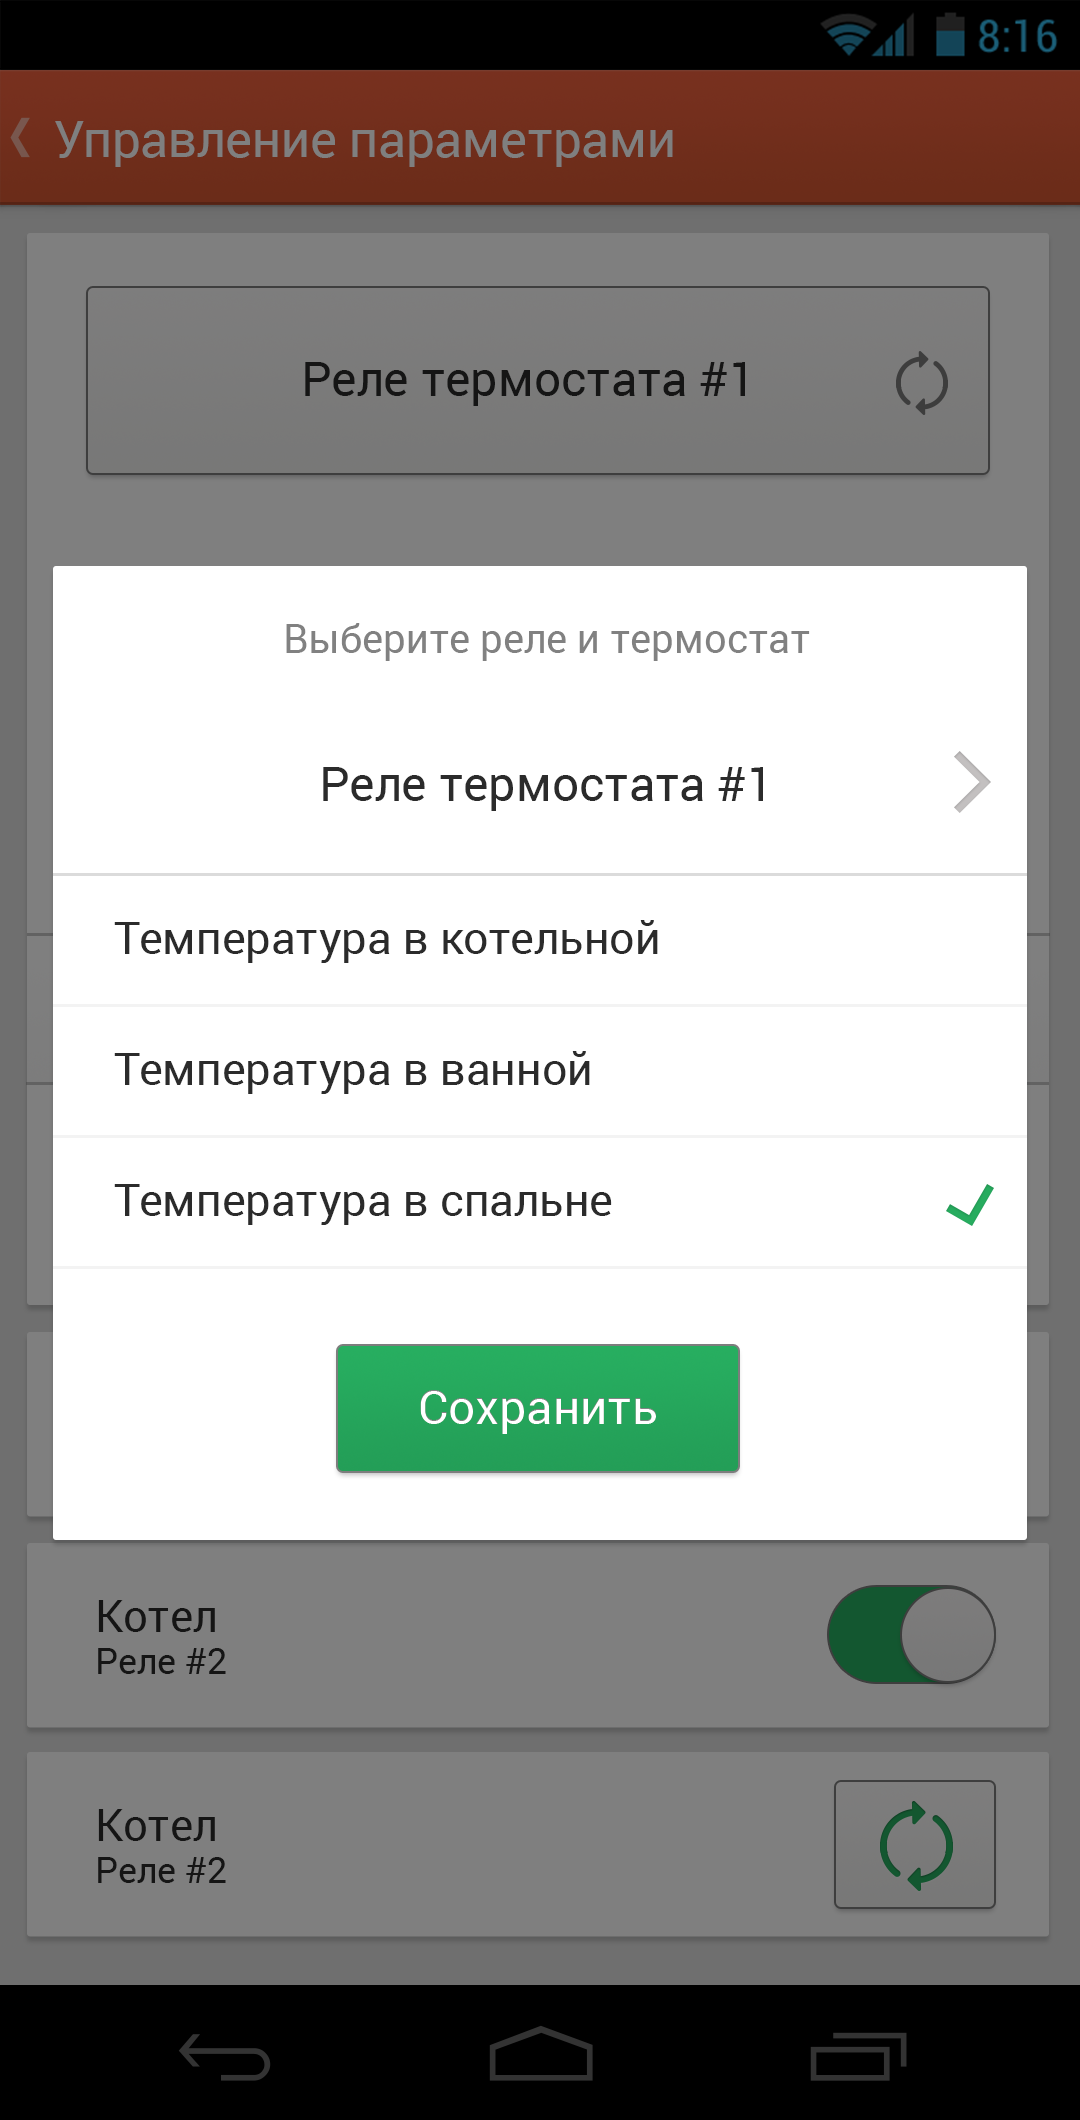 8:16
Управление параметрами
Реле термостата #1
Выберите реле и термостат
Реле термостата #1
Температура в котельной
Температура в ванной
Температура в спальне
Сохранить
Котел
Реле #2
Котел
Реле #2